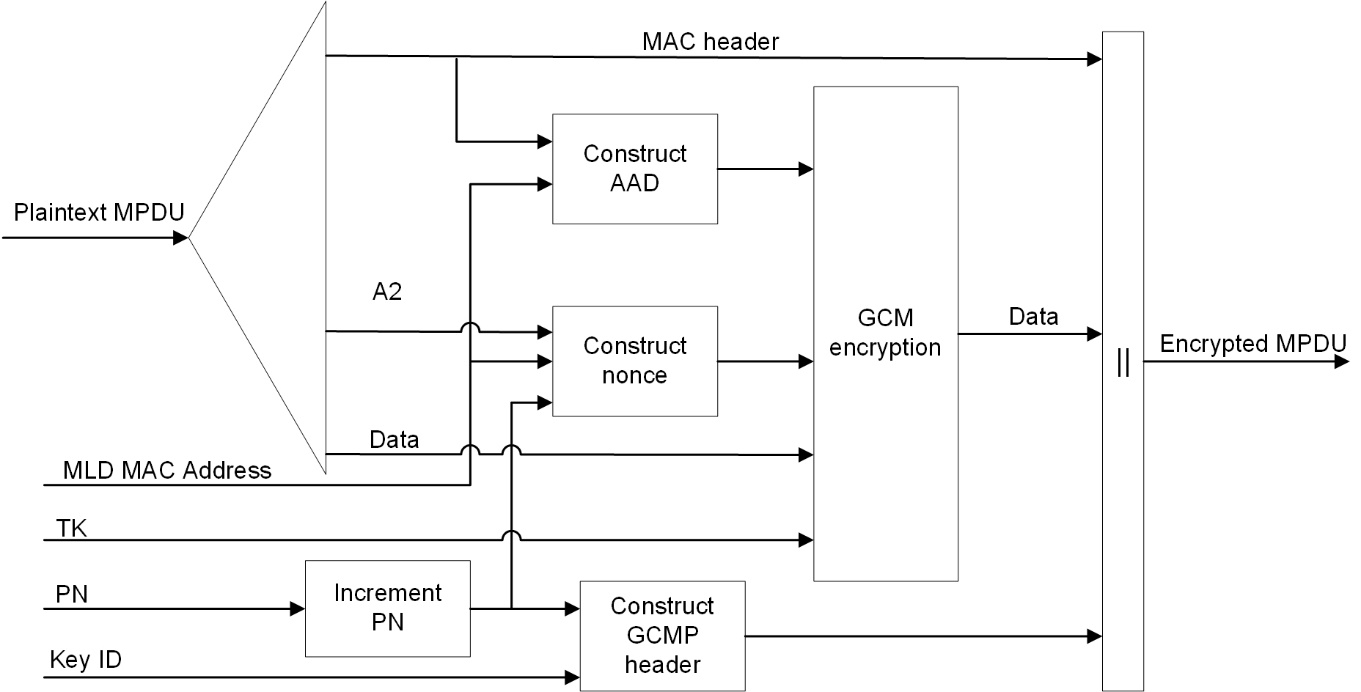 MAC header
Construct
AAD
Plaintext MPDU
A2
Construct
nonce
GCM
encryption
Data
||
Encrypted MPDU
Data
MLD MAC Address
TK
PN
Increment
PN
Construct
GCMP
header
Key ID